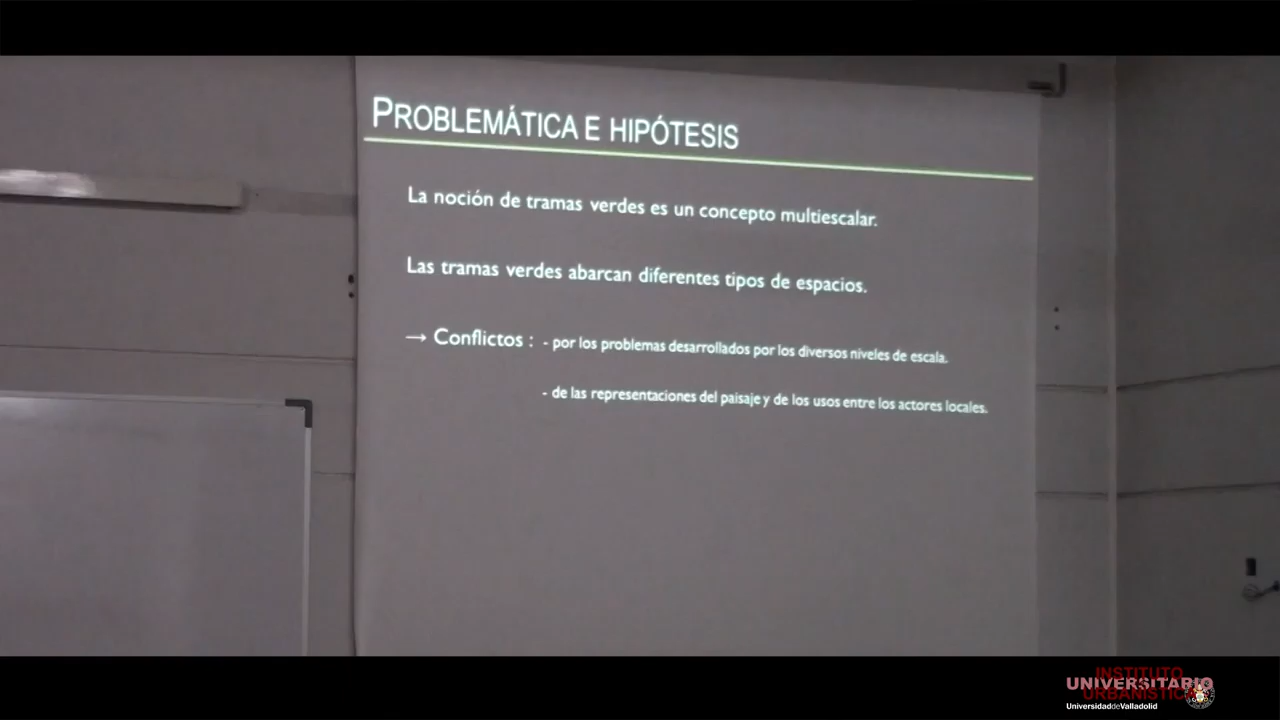 PROBLEMÁTICA E HIPÓTESIS
La noción de tramas verdes es un concepto multiescalar.
Las tramas verdes abarcan diferentes tipos de espacios.
→ Conflictos : - por los problemas desarrollados por los diversos niveles de escala.
- de las representaciones del paisaje y de los usos entre los actores locales.
INSTITUTO
UNIVERSITARIO
UniversidaddeValladolid